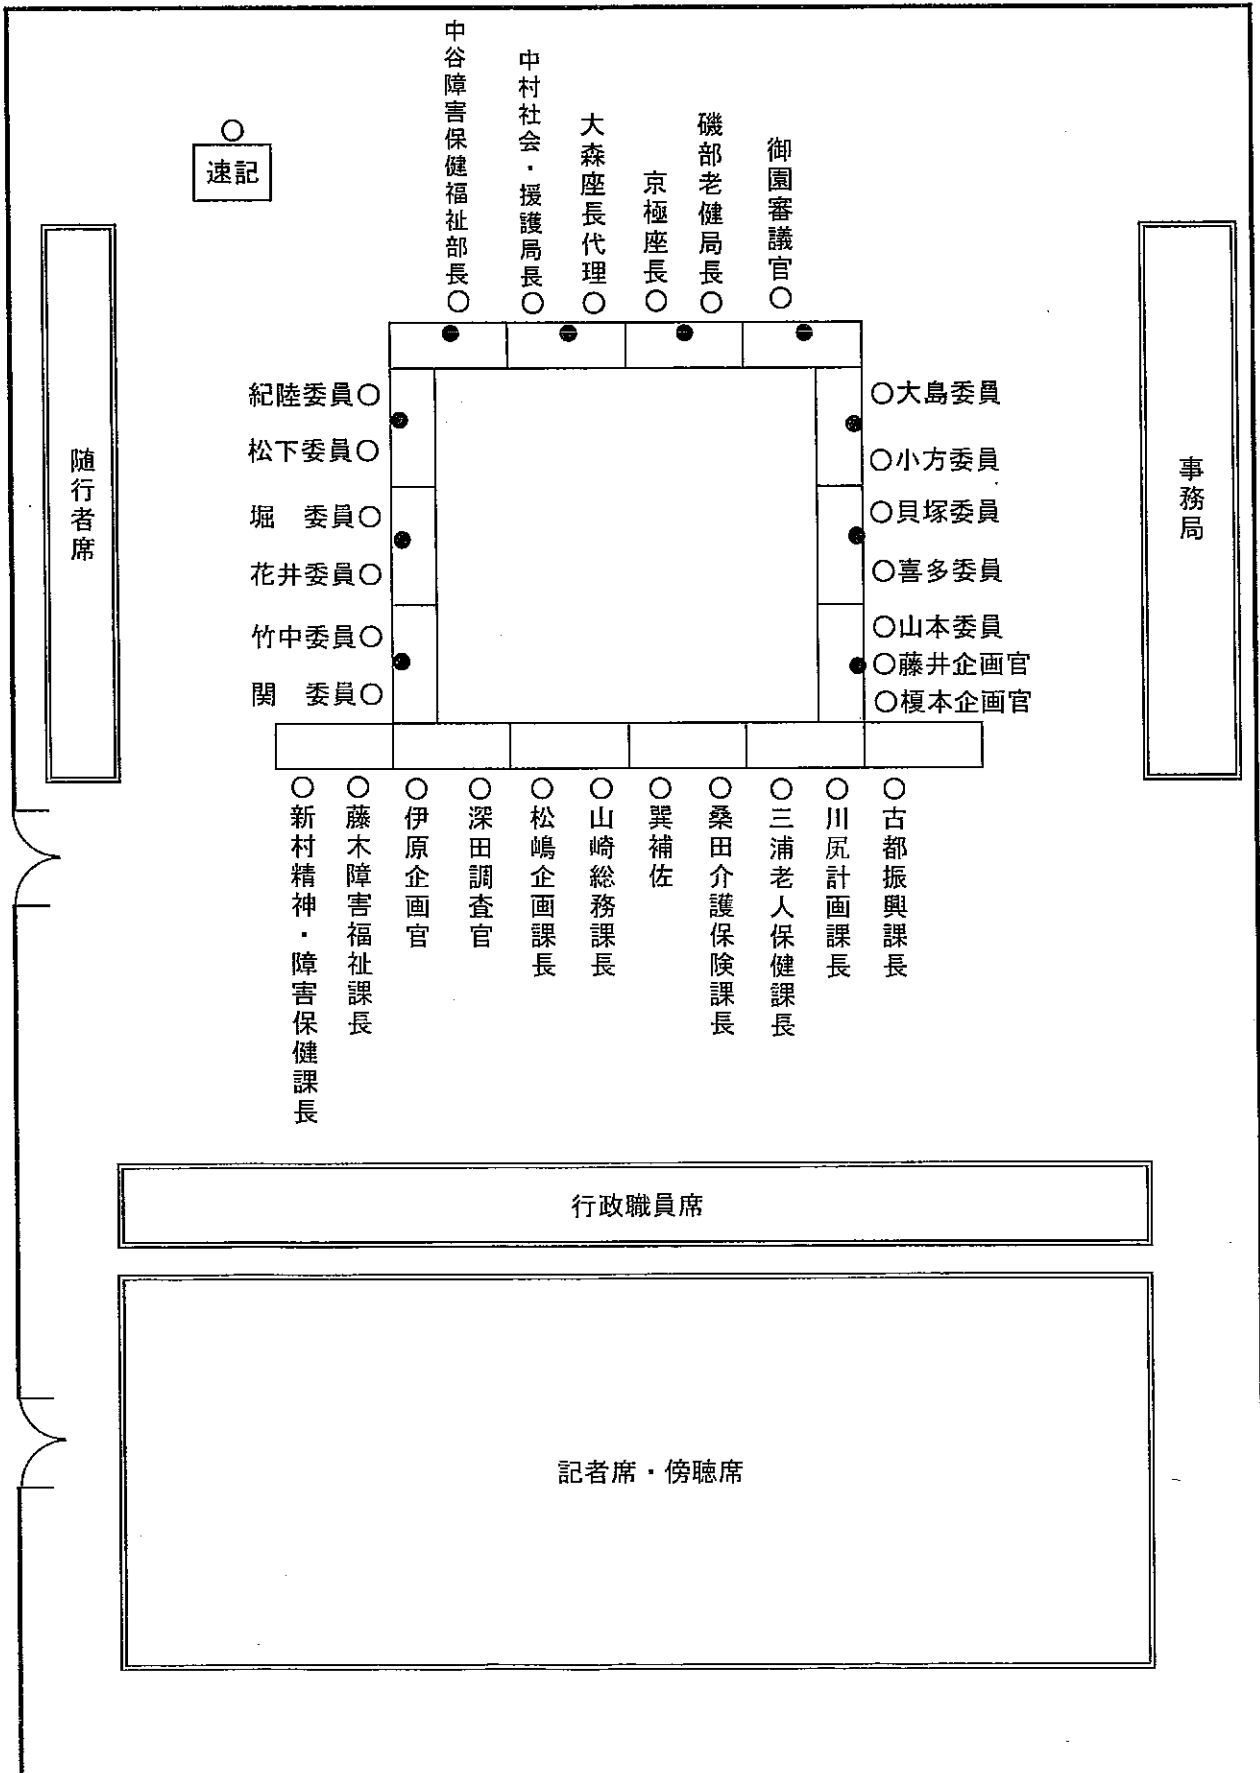 中谷障害保健福祉部長○
中村社会・援護局長○
大森座長代理○
京極座長○
磯部老健局長○
御園審議官○
○
速記
随行者席
紀陸委員○
松下委員○
堀　委員○
花井委員○
竹中委員○
関　委員○
○大島委員
○小方委員
○貝塚委員
○喜多委員
○山本委員
○藤井企画官
○榎本企画官
事務局
○新村精神・障害保健課長
○藤木障害福祉課長
○伊原企画官
○深田調査官
○松嶋企画課長
○山崎総務課長
○巽補佐
○桑田介護保険課長
○三浦老人保健課長
○川尻計画課長
○古都振興課長
行政職員席
記者席・傍聴席